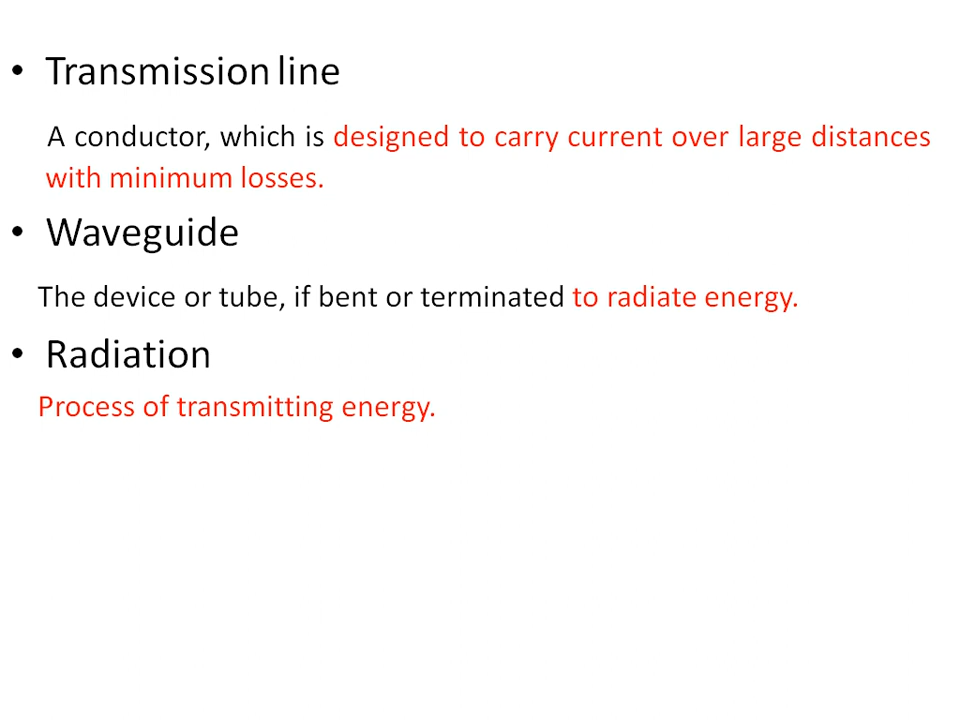 • Transmission line
A conductor, which is designed to carry current over large distances
with minimum losses.
• Waveguide
The device or tube, if bent or terminated to radiate energy.
• Radiation
Process of transmitting energy.